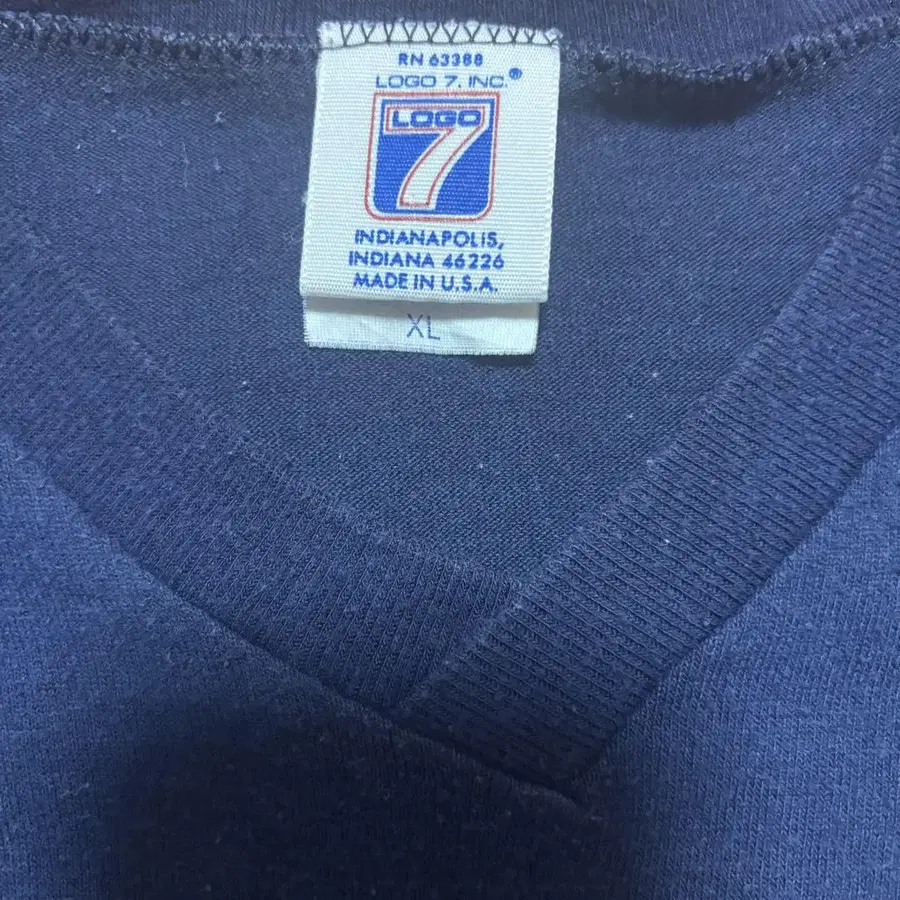 RN 63388
LOGO 7, INC.®
LOGO
7
INDIANAPOLIS,
INDIANA 46226
MADE IN U.S.A.
XL